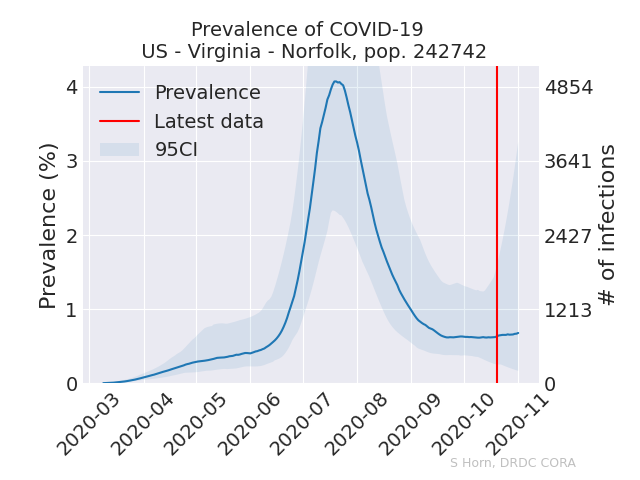 Prevalence of COVID-19
US - Virginia - Norfolk, pop. 242742
Prevalence
Latest data
95CI
Prevalence (%)
4
3
2
1
0
4854
3641
2427
1213
0
# of infections
2020-03
2020-04
2020-05
2020-06
2020-07
2020-08
2020-09
2020-10
2020-11
S Horn, DRDC CORA